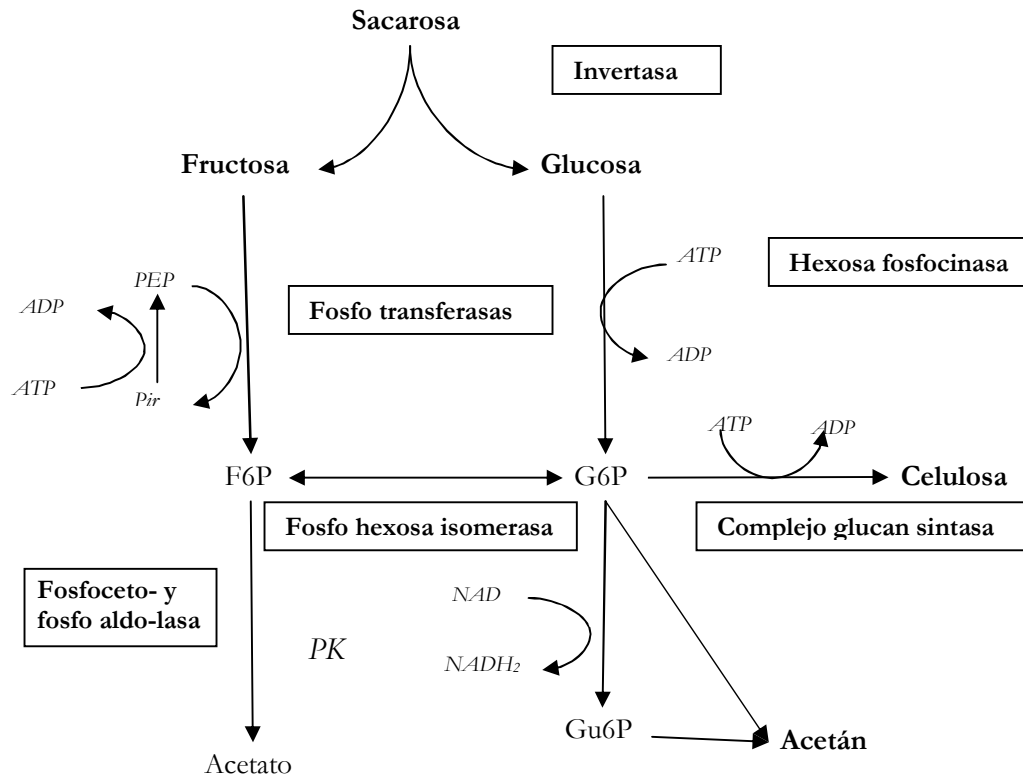 Sacarosa
Invertasa
Fructosa
Glucosa
ATP
Hexosa fosfocinasa
PEP
ADP
Fosfo transferasas
ADP
ATP
Pir
ATP
ADP
F6P
G6P
Celulosa
Fosfo hexosa isomerasa
Complejo glucan sintasa
Fosfoceto- y
fosfo aldo-lasa
NAD
PK
NADH₂
Gu6P
Acetán
Acetato